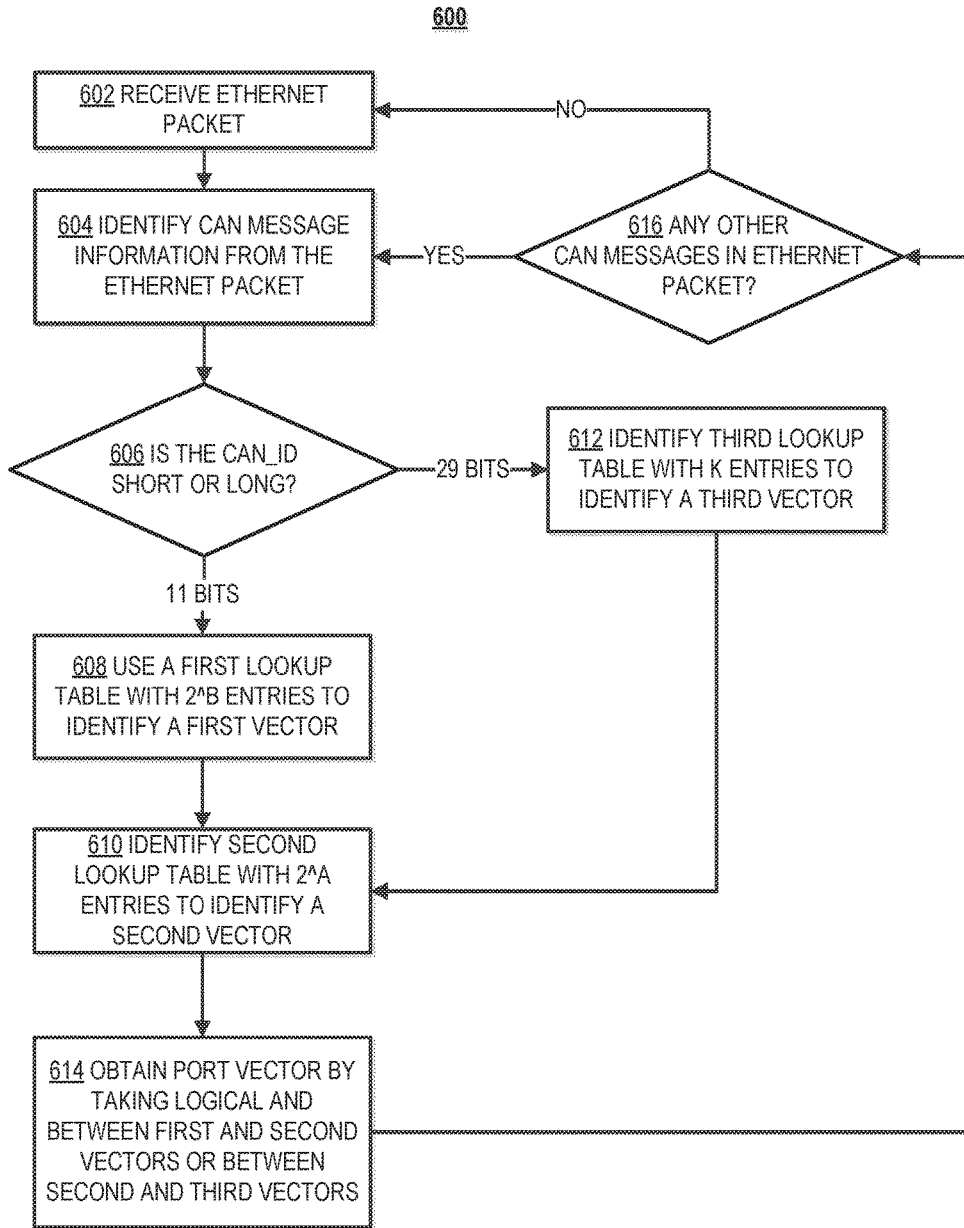 600
602 RECEIVE ETHERNET
PACKET
NO
604 IDENTIFY CAN MESSAGE
INFORMATION FROM THE
ETHERNET PACKET
YES
616 ANY OTHER
CAN MESSAGES IN ETHERNET
PACKET?
606 IS THE CAN_ID
SHORT OR LONG?
29 BITS
612 IDENTIFY THIRD LOOKUP
TABLE WITH K ENTRIES TO
IDENTIFY A THIRD VECTOR
11 BITS
608 USE A FIRST LOOKUP
TABLE WITH 2^B ENTRIES TO
IDENTIFY A FIRST VECTOR
610 IDENTIFY SECOND
LOOKUP TABLE WITH 2^A
ENTRIES TO IDENTIFY A
SECOND VECTOR
614 OBTAIN PORT VECTOR BY
TAKING LOGICAL AND
BETWEEN FIRST AND SECOND
VECTORS OR BETWEEN
SECOND AND THIRD VECTORS